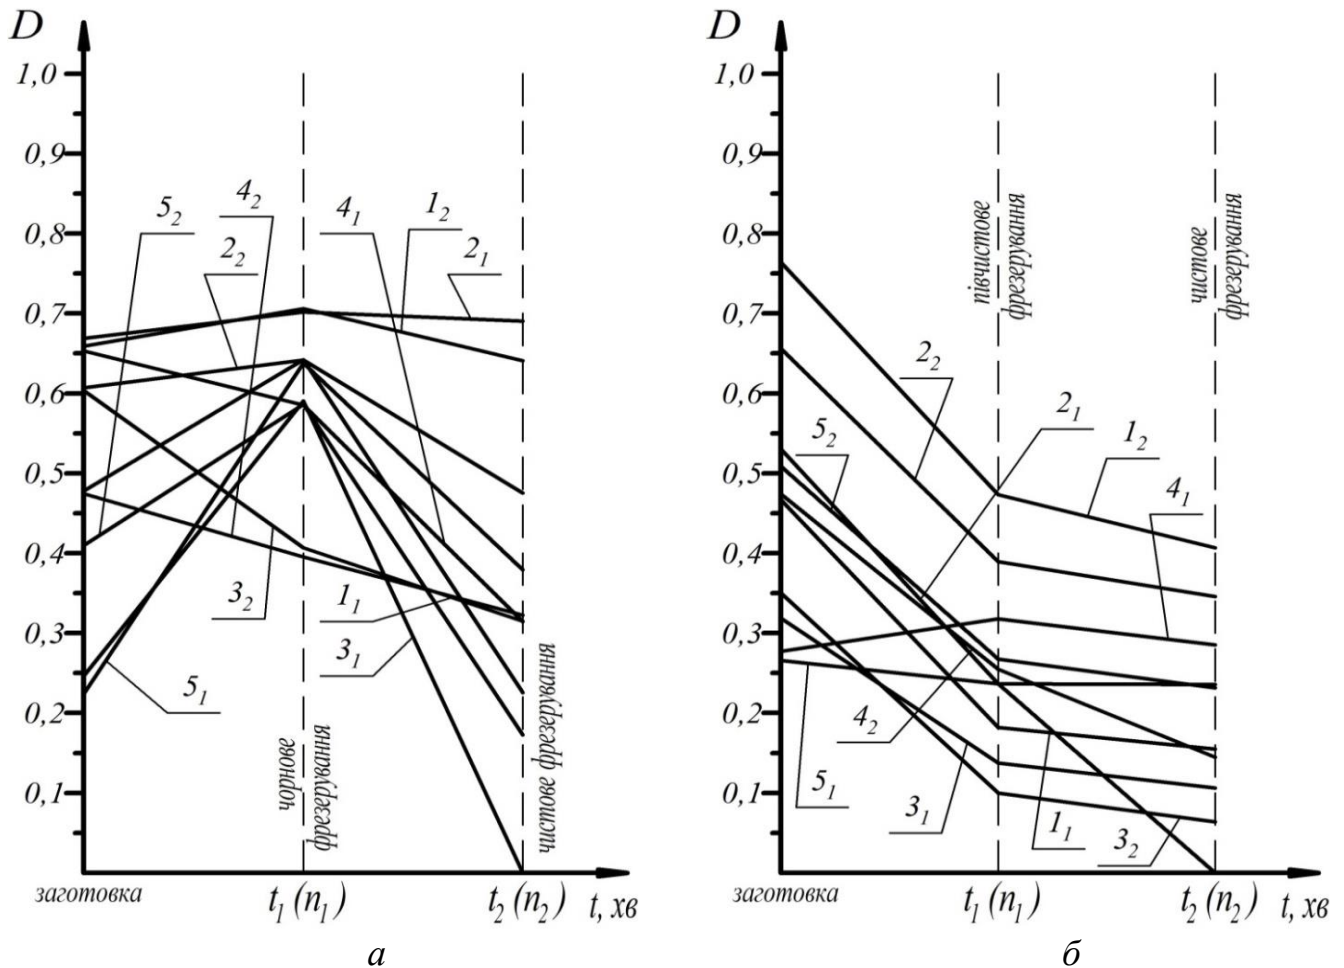 D
1,0
0,9
0,8
0,7
0,6
0,5
0,4
0,3
0,2
0,1
5₂
4₂
2₂
4₁
1₂
2₁
3₂
1₁
3₁
5₁
чорнове
фрезерування
чистове фрезерування
заготовка
t₁ (n₁)
t₂ (n₂)
t, хв
а
D
1,0
0,9
0,8
0,7
0,6
0,5
0,4
0,3
0,2
0,1
півчистове
фрезерування
чистове
фрезерування
2₂
2₁
5₂
1₂
4₁
4₂
5₁
3₁
1₁
3₂
заготовка
t₁ (n₁)
t₂ (n₂)
t, хв
б